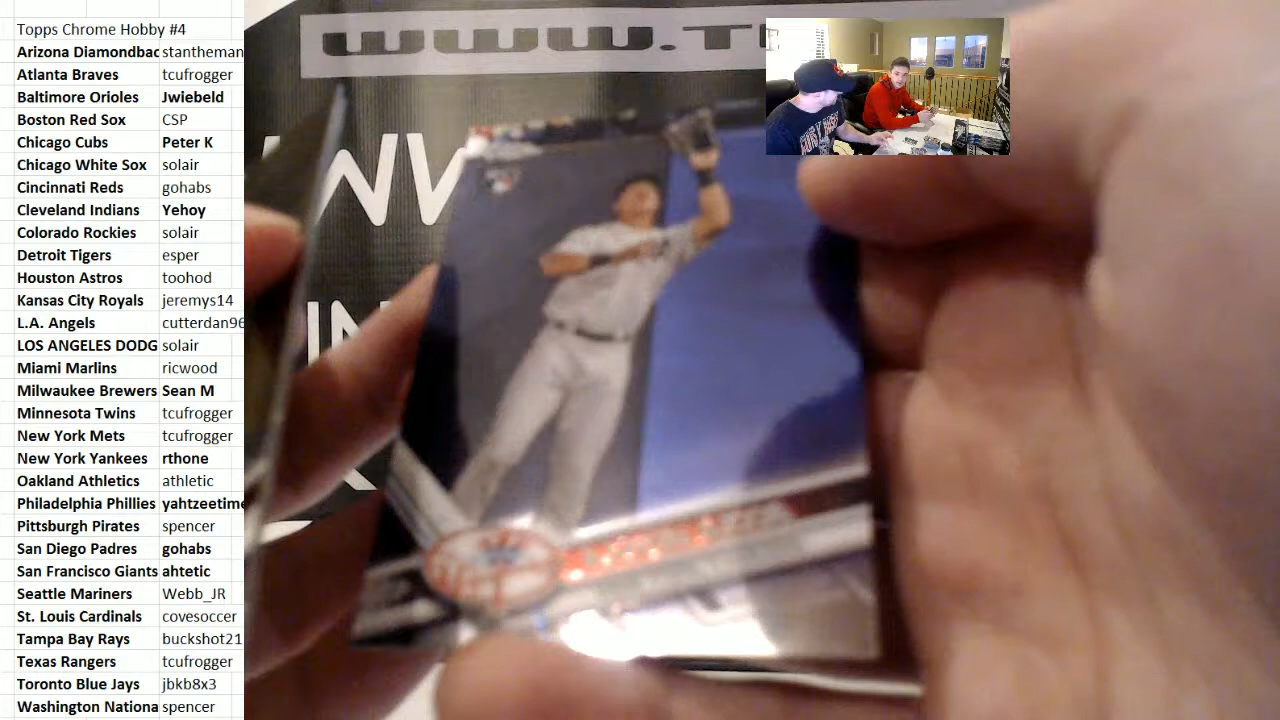 Topps Chrome Hobby #4
Arizona Diamondbac stantheman
Atlanta Braves tcufrogger
Baltimore Orioles Jwiebeld
Boston Red Sox CSP
Chicago Cubs Peter K
Chicago White Sox solair
Cincinnati Reds gohabs
Cleveland Indians Yehoy
Colorado Rockies solair
Detroit Tigers esper
Houston Astros toohod
Kansas City Royals jeremys14
L.A. Angels cutterdan96
LOS ANGELES DODG solair
Miami Marlins ricwood
Milwaukee Brewers Sean M
Minnesota Twins tcufrogger
New York Mets tcufrogger
New York Yankees rthone
Oakland Athletics athletic
Philadelphia Phillies yahtzeetime
Pittsburgh Pirates spencer
San Diego Padres gohabs
San Francisco Giants ahtetic
Seattle Mariners Webb_JR
St. Louis Cardinals covesoccer
Tampa Bay Rays buckshot21
Texas Rangers tcufrogger
Toronto Blue Jays jbkb8x3
Washington Nationa spencer
WWW.T